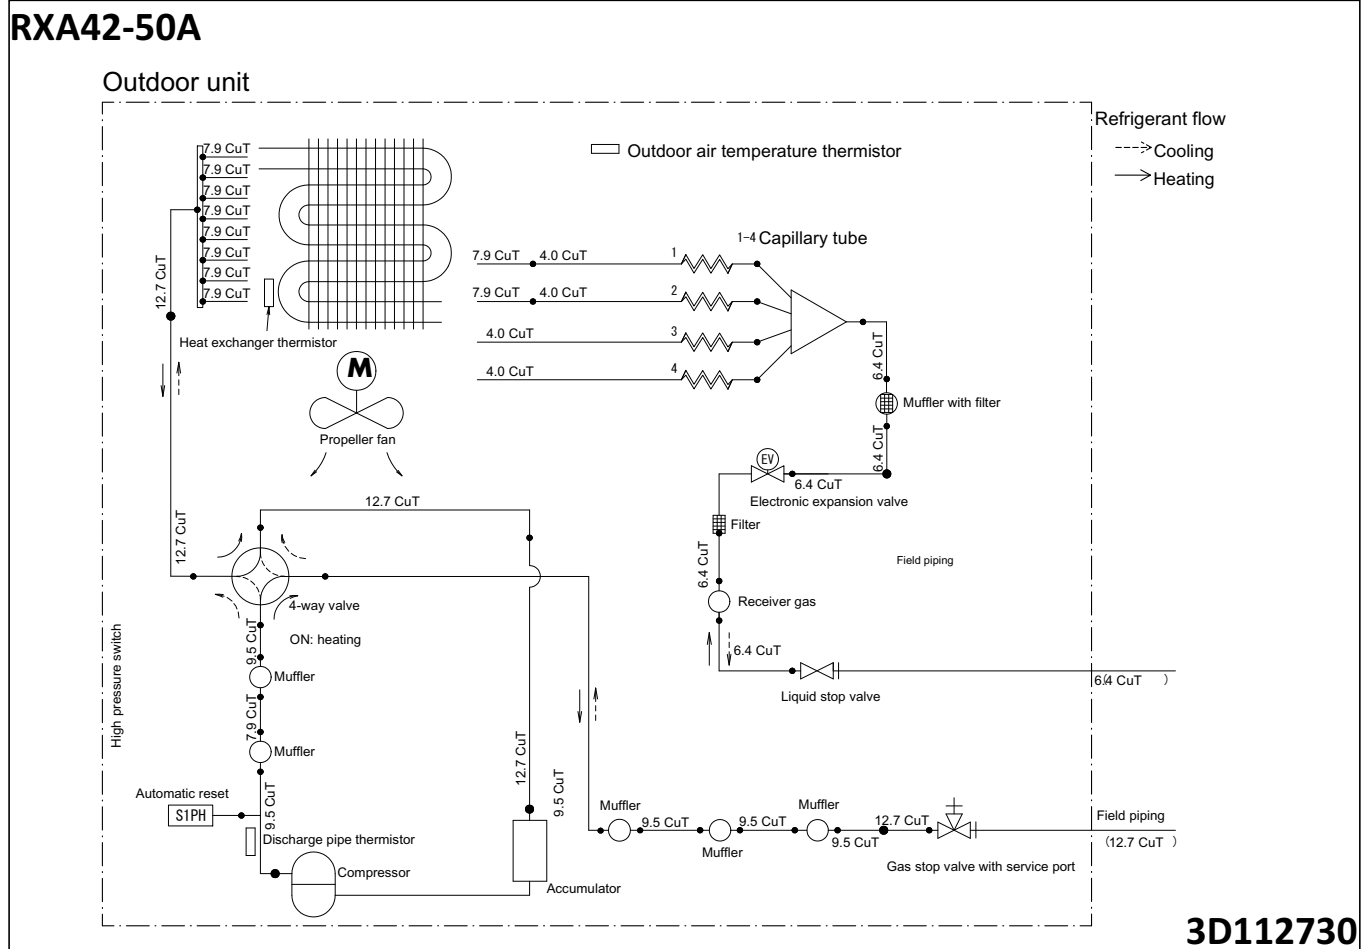 RXA42-50A
Outdoor unit
Refrigerant flow
Cooling
Heating
7.9 CuT
7.9 CuT
7.9 CuT
7.9 CuT
7.9 CuT
7.9 CuT
7.9 CuT
7.9 CuT
12.7 CuT
Heat exchanger thermistor
Outdoor air temperature thermistor
1-4 Capillary tube
7.9 CuT 4.0 CuT 1
7.9 CuT 4.0 CuT 2
4.0 CuT 3
4.0 CuT 4
6.4 CuT
Muffler with filter
6.4 CuT
M
Propeller fan
EV
6.4 CuT
Electronic expansion valve
Filter
6.4 CuT
Field piping
Receiver gas
6.4 CuT
Liquid stop valve
6.4 CuT )
12.7 CuT
12.7 CuT
4-way valve
ON: heating
9.5 CuT
Muffler
7.9 CuT
Muffler
High pressure switch
Automatic reset
S1PH
9.5 CuT
Discharge pipe thermistor
Compressor
12.7 CuT
Accumulator
9.5 CuT
Muffler
9.5 CuT
Muffler
9.5 CuT
Muffler
9.5 CuT
12.7 CuT
Gas stop valve with service port
Field piping
(12.7 CuT )
3D112730